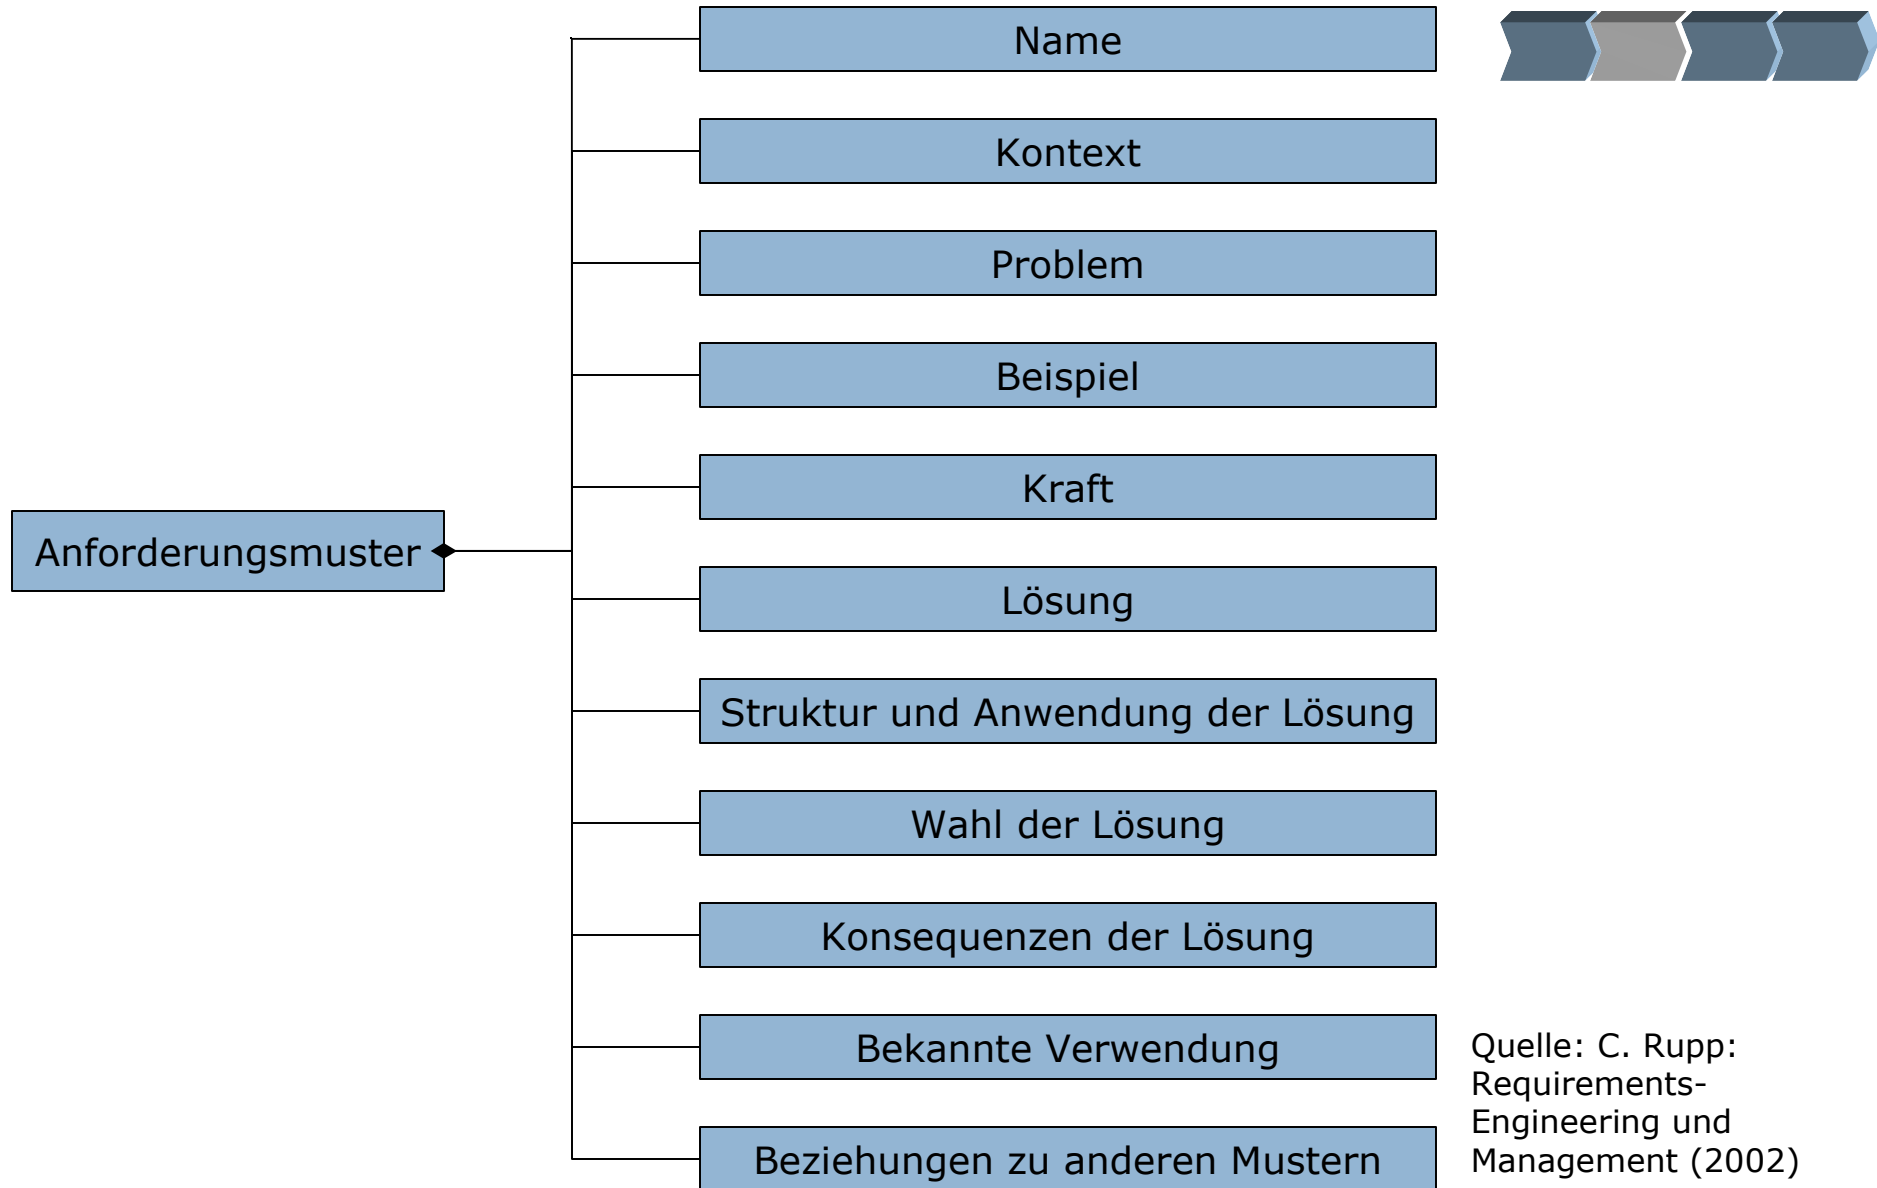 Name
Kontext
Problem
Beispiel
Kraft
Anforderungsmuster
Lösung
Struktur und Anwendung der Lösung
Wahl der Lösung
Konsequenzen der Lösung
Bekannte Verwendung
Beziehungen zu anderen Mustern
Quelle: C. Rupp:
Requirements-
Engineering und
Management (2002)